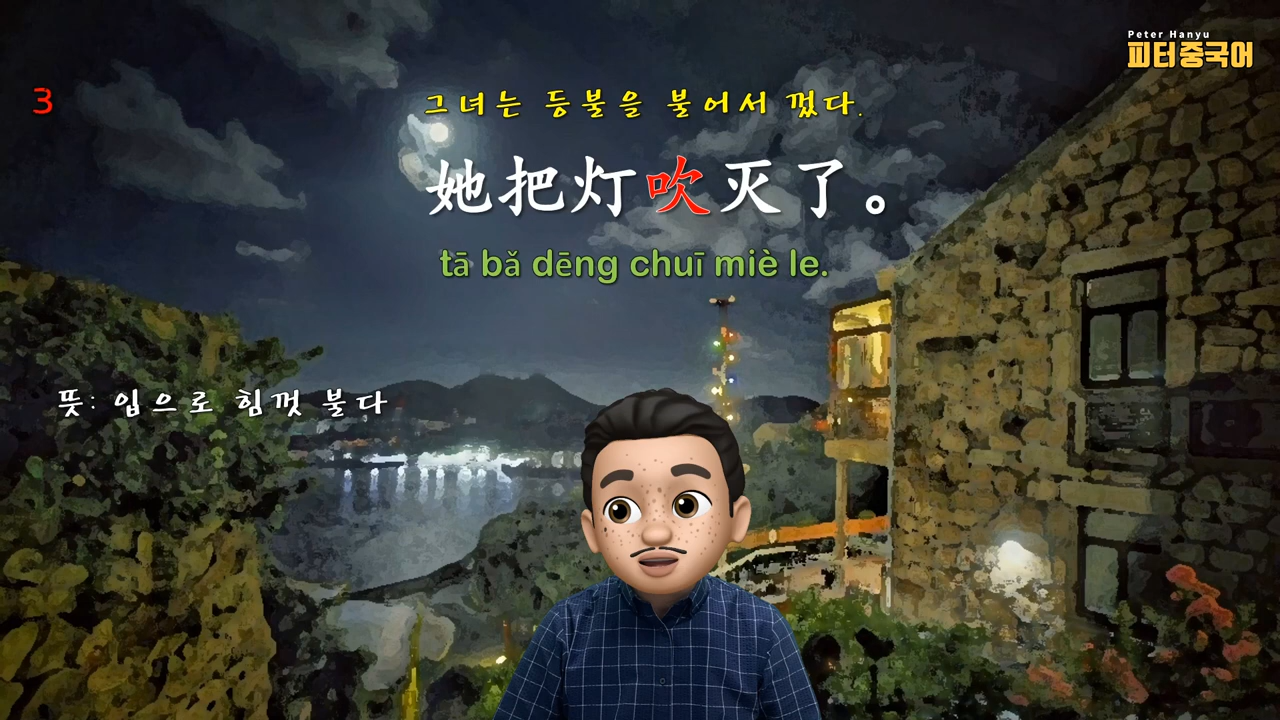 Peter Hanyu
피터 중국어
3
그녀는 등불을 불어서 껐다.
她把灯吹灭了。
tā bǎ dēng chuī miè le.
뜻: 입으로 힘껏 불다